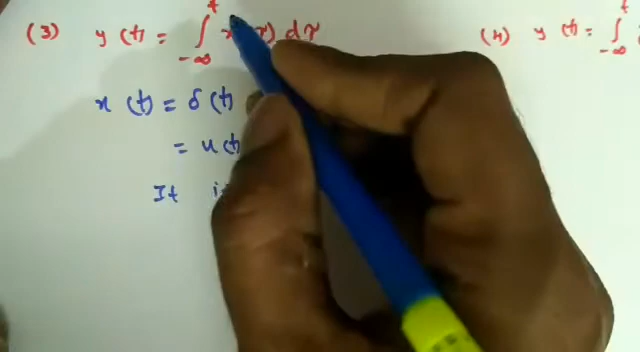 (3) y(t) = ∫ -∞ t x(τ) dτ
(4) y(t) = ∫ -∞ t
x(t) = δ(t)
= u(t)
It